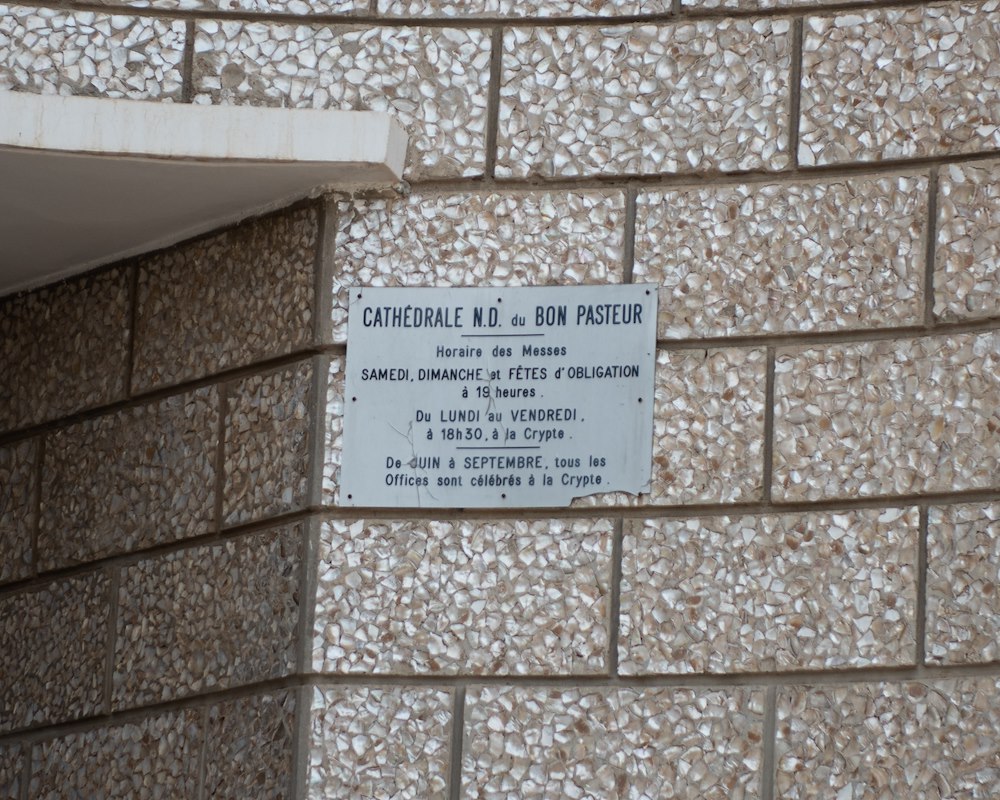 CATHÉDRALE N.D. du BON PASTEUR
Horaire des Messes
SAMEDI, DIMANCHE et FÊTES d'OBLIGATION
à 19 heures.
Du LUNDI au VENDREDI,
à 18h30, à la Crypte.
De JUIN à SEPTEMBRE, tous les
Offices sont célébrés à la Crypte.